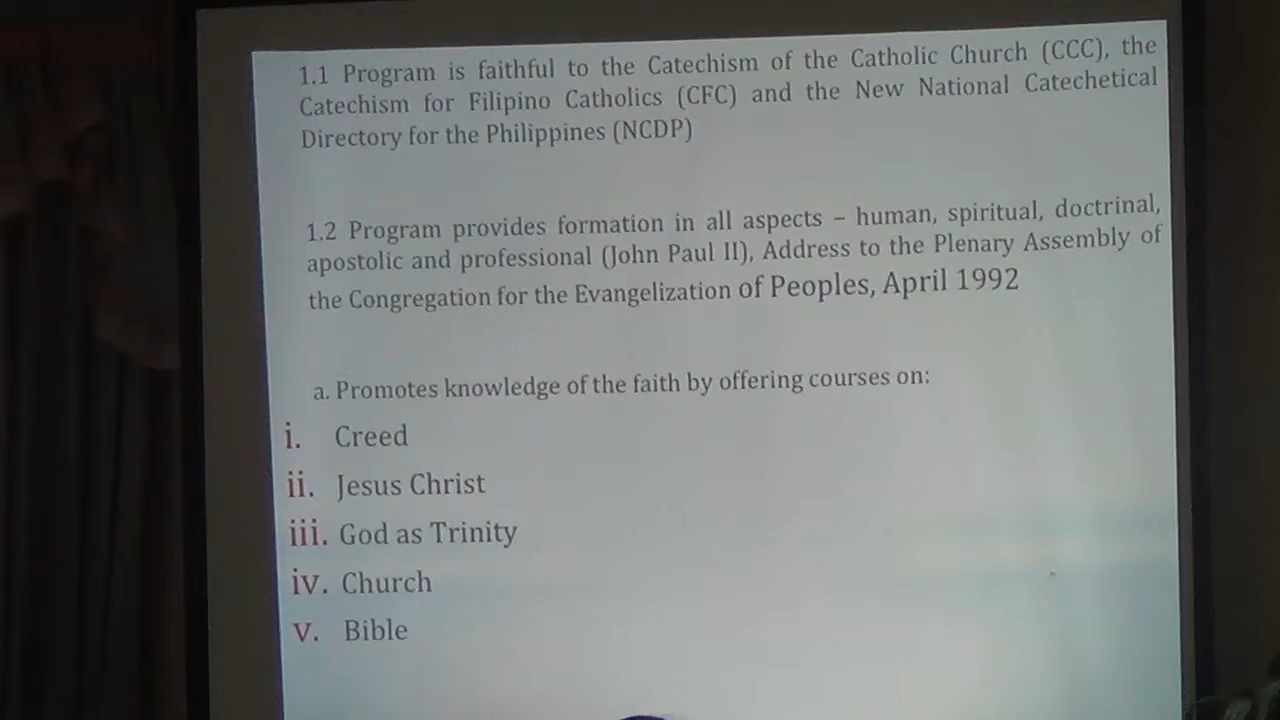 1.1 Program is faithful to the Catechism of the Catholic Church (CCC), the
Catechism for Filipino Catholics (CFC) and the New National Catechetical
Directory for the Philippines (NCDP)
1.2 Program provides formation in all aspects – human, spiritual, doctrinal,
apostolic and professional (John Paul II), Address to the Plenary Assembly of
the Congregation for the Evangelization of Peoples, April 1992
a. Promotes knowledge of the faith by offering courses on:
i. Creed
ii. Jesus Christ
iii. God as Trinity
iv. Church
v. Bible